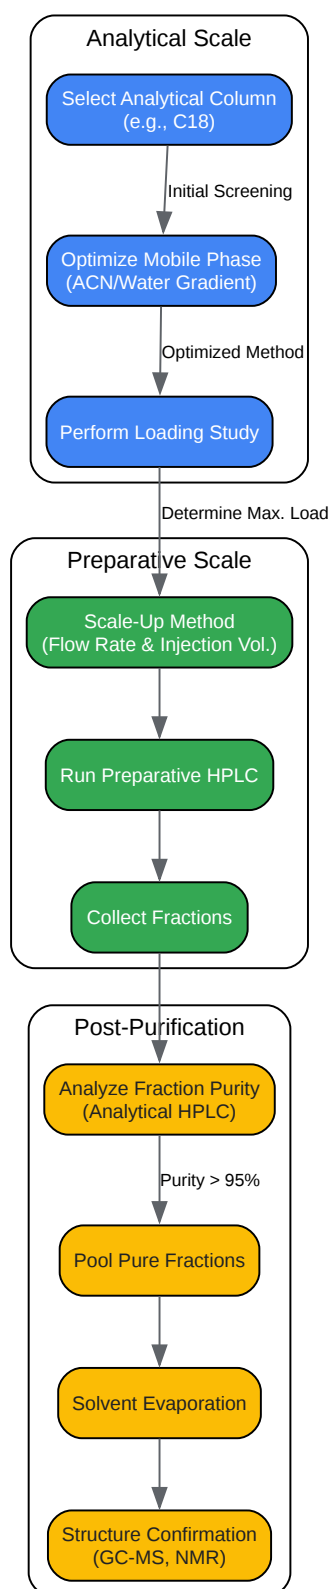 Analytical Scale
Select Analytical Column
(e.g., C18)
Initial Screening
Optimize Mobile Phase
(ACN/Water Gradient)
Optimized Method
Perform Loading Study
Determine Max. Load
Preparative Scale
Scale-Up Method
(Flow Rate & Injection Vol.)
Run Preparative HPLC
Collect Fractions
Post-Purification
Analyze Fraction Purity
(Analytical HPLC)
Purity > 95%
Pool Pure Fractions
Solvent Evaporation
Structure Confirmation
(GC-MS, NMR)